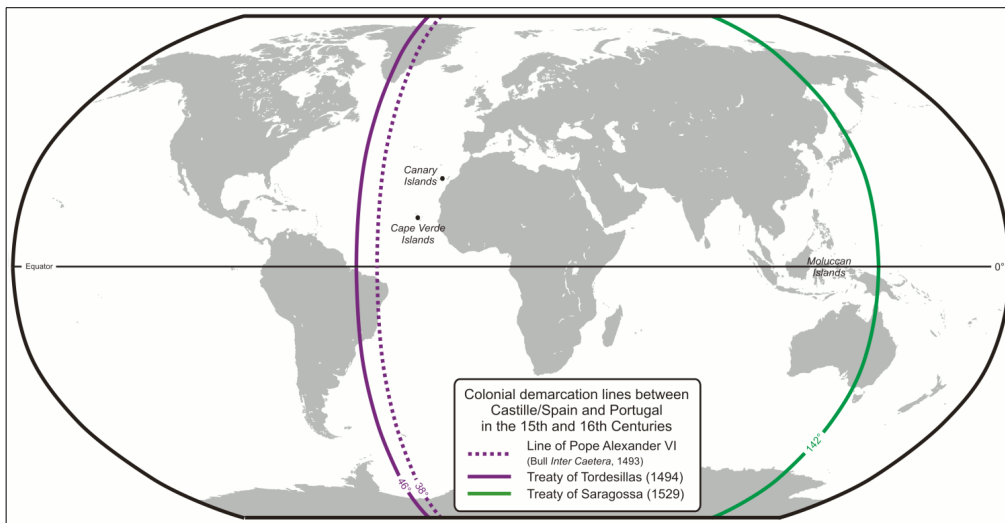 Canary
Islands
Cape Verde
Islands
Equator
Moluccan
Islands
0°
Colonial demarcation lines between
Castille/Spain and Portugal
in the 15th and 16th Centuries
Line of Pope Alexander VI
(Bull Inter Caetera, 1493)
Treaty of Tordesillas (1494)
Treaty of Saragossa (1529)
46°
38°
142°